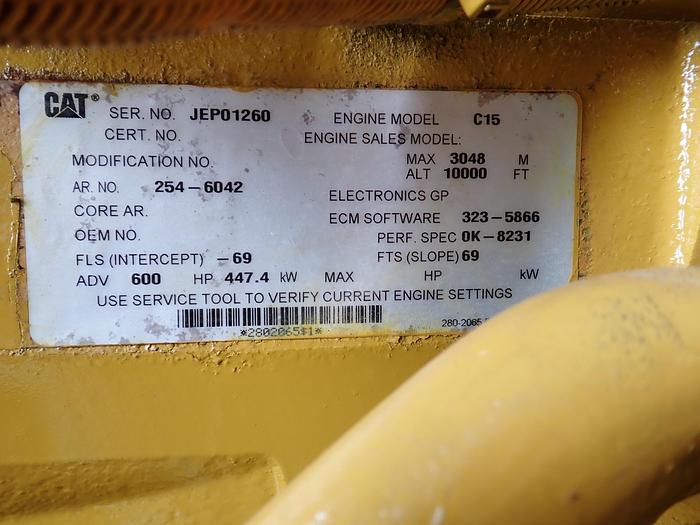 CAT® SER. NO. JEP01260 ENGINE MODEL C15
CERT. NO. ENGINE SALES MODEL:
MODIFICATION NO. MAX 3048 M
ALT 10000 FT
AR. NO. 254-6042 ELECTRONICS GP
CORE AR. ECM SOFTWARE 323-5866
OEM NO. PERF. SPEC 0K-8231
FLS (INTERCEPT) -69 FTS (SLOPE) 69
ADV 600 HP 447.4 kW MAX HP kW
USE SERVICE TOOL TO VERIFY CURRENT ENGINE SETTINGS
*2802065$1* 280-2065